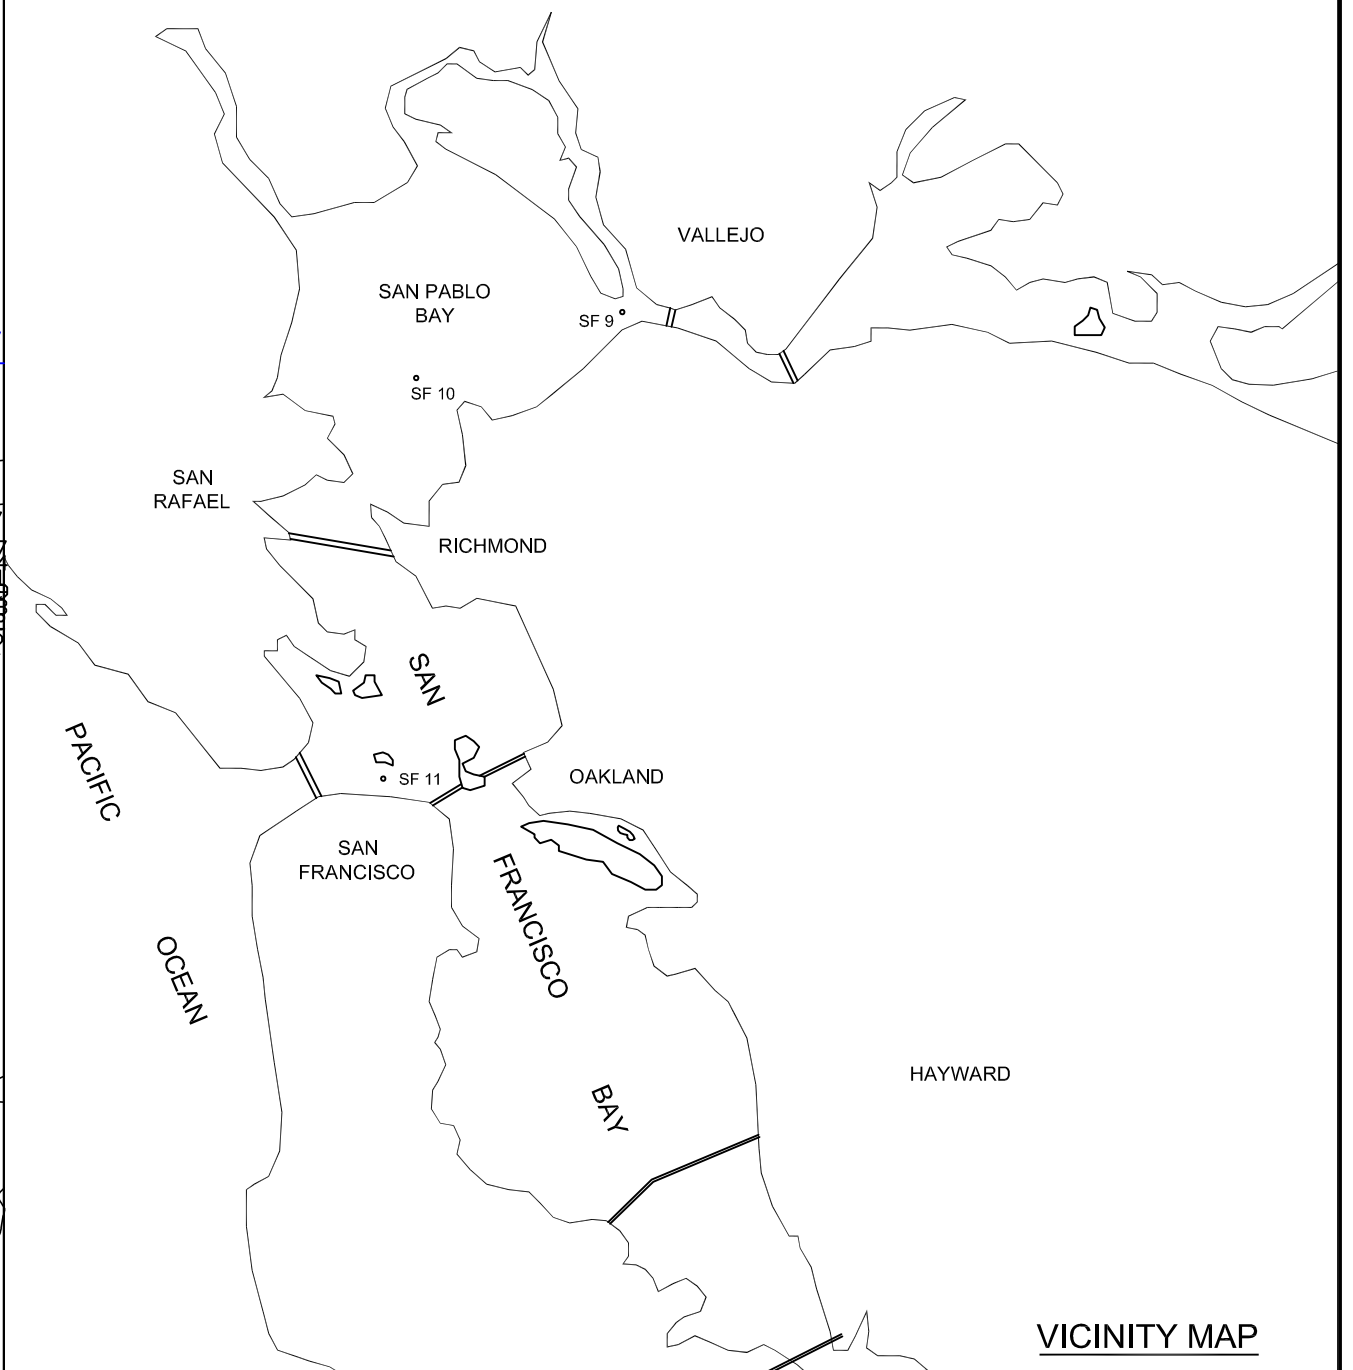 VALLEJO
SAN PABLO
BAY
SF 9
SF 10
SAN
RAFAEL
RICHMOND
SAN
PACIFIC
SF 11
OAKLAND
SAN
FRANCISCO
FRANCISCO
OCEAN
HAYWARD
BAY
VICINITY MAP